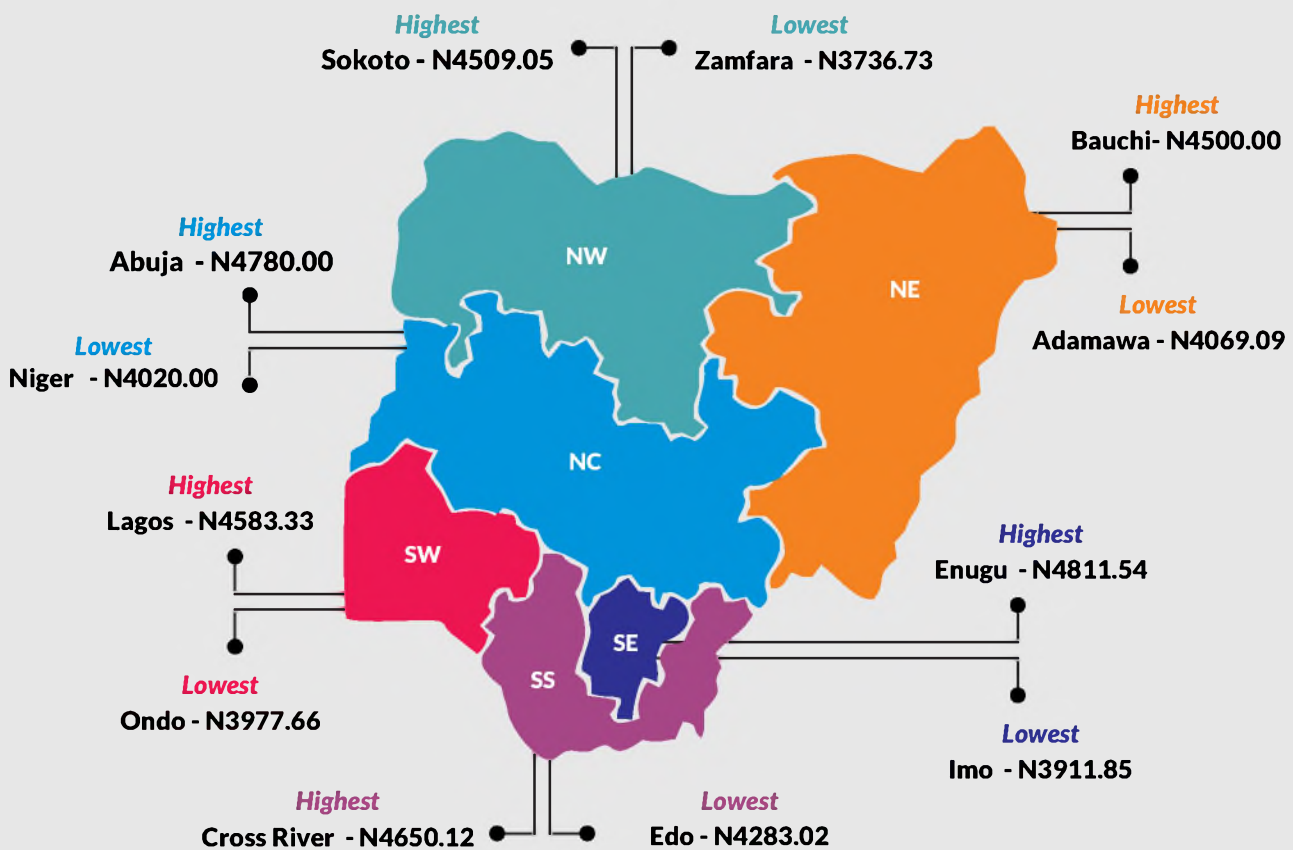 Highest
Sokoto - N4509.05
Lowest
Zamfara - N3736.73
Highest
Bauchi- N4500.00
Lowest
Adamawa - N4069.09
Highest
Abuja - N4780.00
Lowest
Niger - N4020.00
NW
NE
NC
Highest
Lagos - N4583.33
Lowest
Ondo - N3977.66
SW
SE
SS
Highest
Enugu - N4811.54
Lowest
Imo - N3911.85
Highest
Cross River - N4650.12
Lowest
Edo - N4283.02